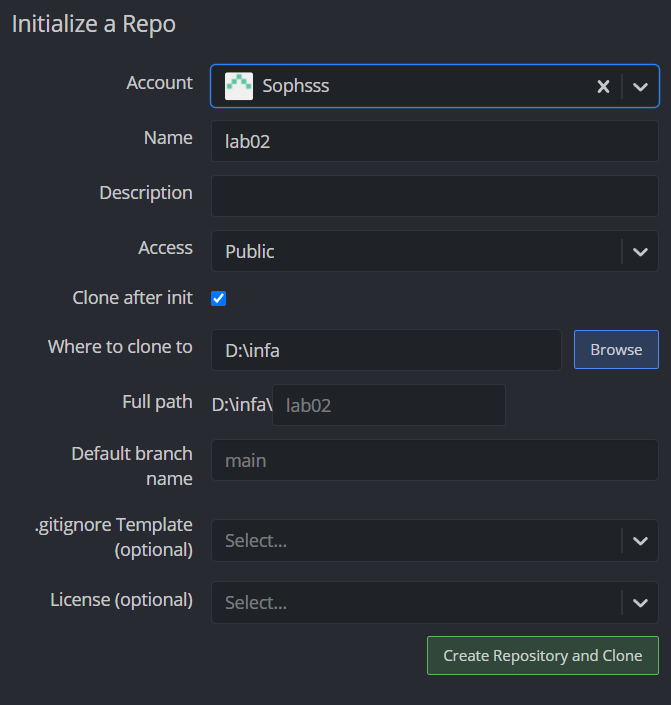 Initialize a Repo
Account
Sophsss
Name
lab02
Description
Access
Public
Clone after init
Where to clone to
D:\infa
Browse
Full path
D:\infa\
lab02
Default branch
name
main
.gitignore Template
(optional)
Select...
License (optional)
Select...
Create Repository and Clone